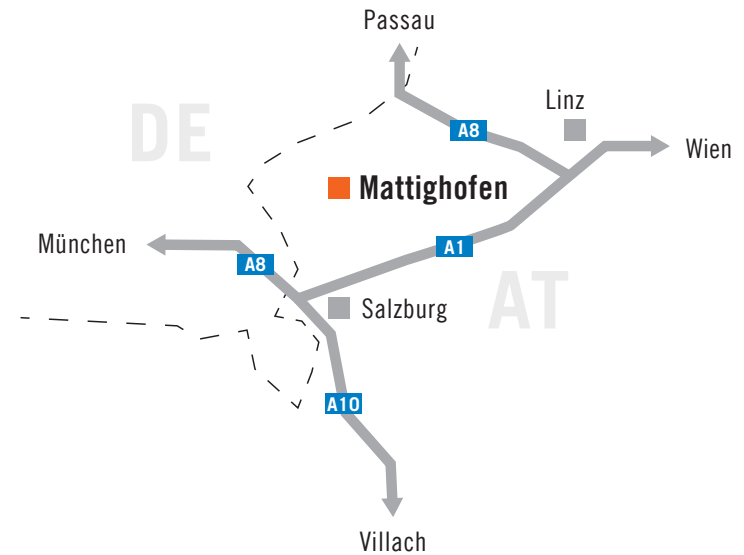 Passau
DE
Linz
A8
Wien
Mattighofen
München
A8
A1
AT
Salzburg
A10
Villach